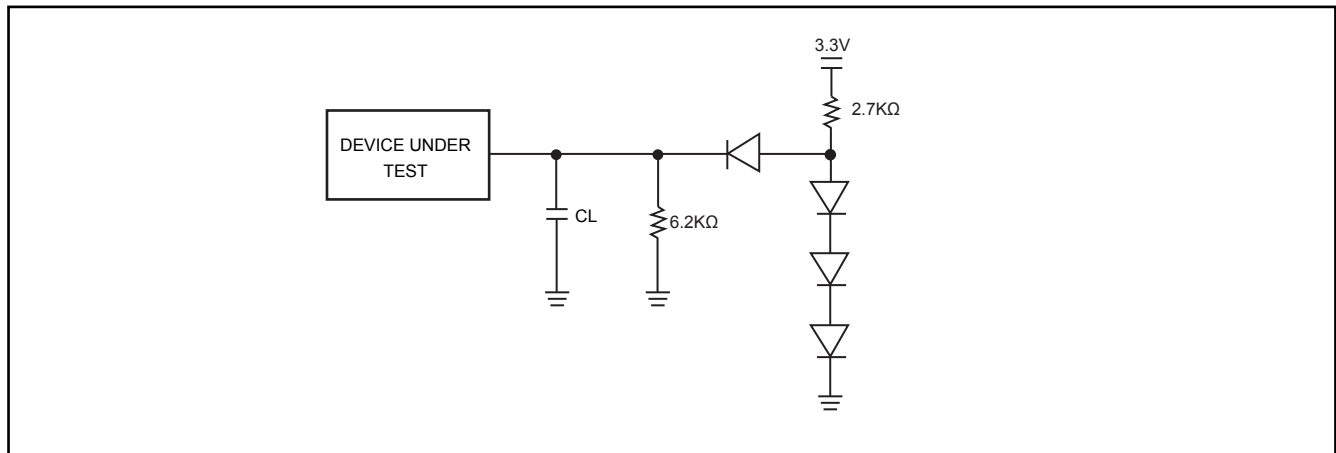 3.3V
2.7KΩ
DEVICE UNDER
TEST
CL
6.2KΩ